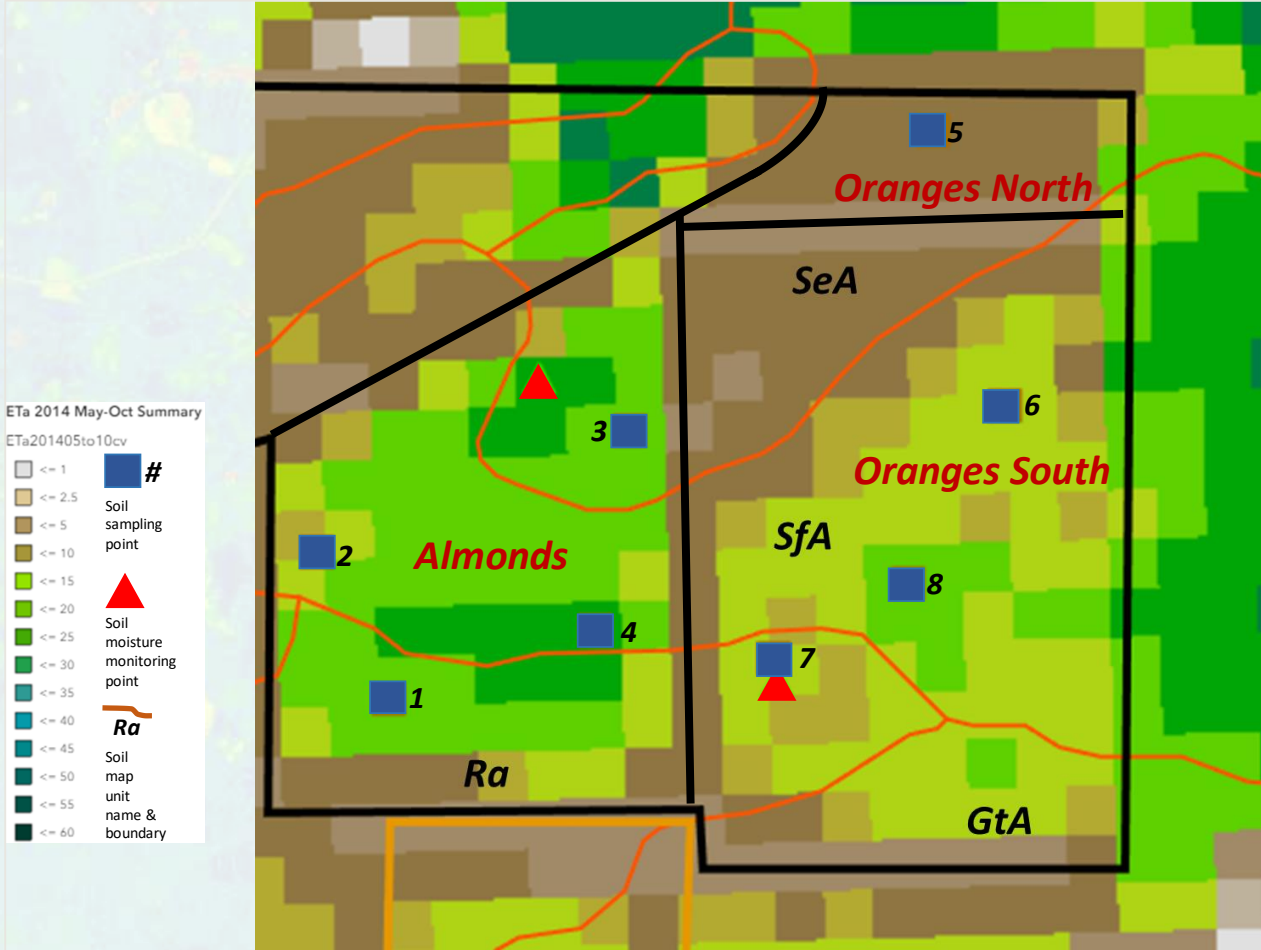 ETa 2014 May-Oct Summary
ETa201405to10cv
<= 1
<= 2.5
<= 5
<= 10
<= 15
<= 20
<= 25
<= 30
<= 35
<= 40
<= 45
<= 50
<= 55
<= 60
#
Soil
sampling
point
Soil
moisture
monitoring
point
Ra
Soil
map
unit
name &
boundary
5
Oranges North
SeA
3
6
Oranges South
2
Almonds
SfA
8
4
7
1
Ra
GtA